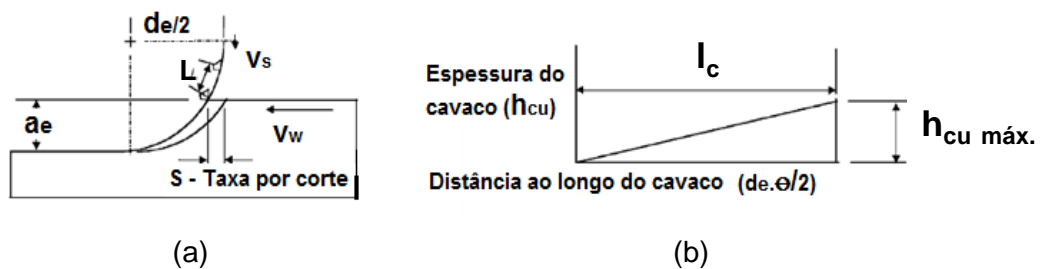 de/2
Vs
L
ae
Vw
S - Taxa por corte
(a)
lc
Espessura do
cavaco (hcu)
hcu máx.
Distância ao longo do cavaco (de.ɵ/2)
(b)